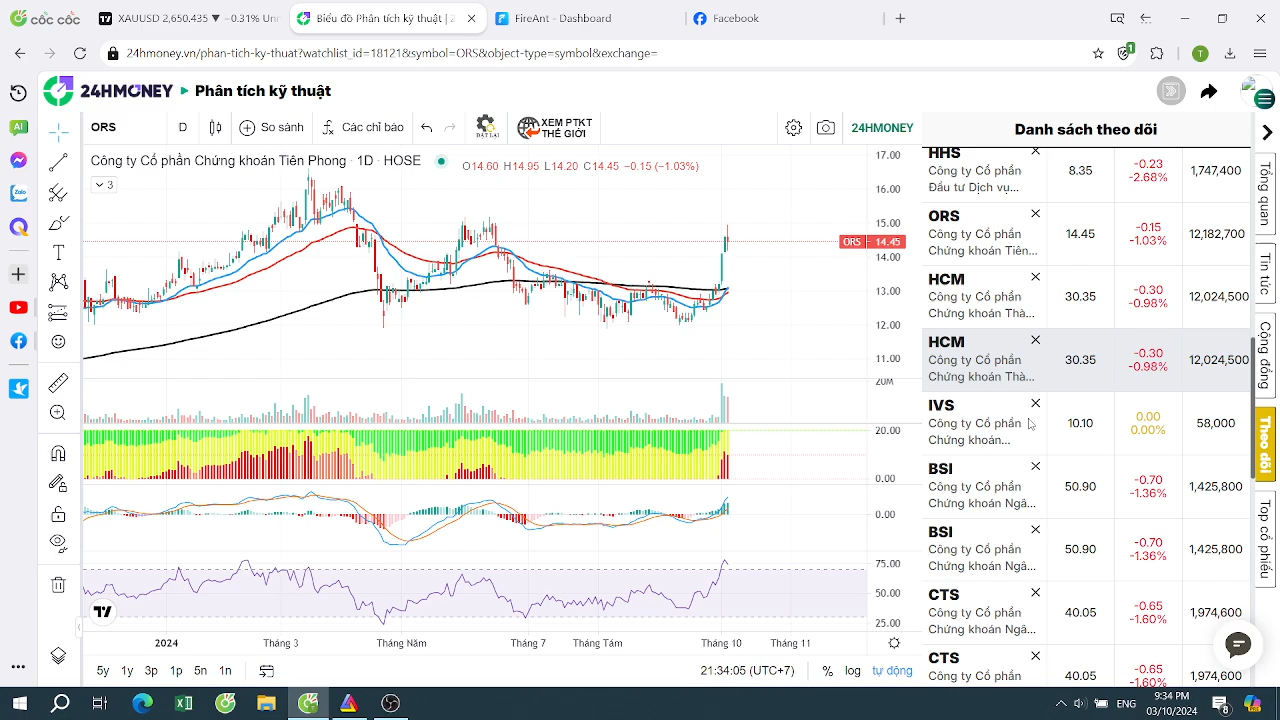 cốc cốc
XAUUSD 2,650.435 ▼ −0.31% Un
Biểu đồ Phân tích kỹ thuật | 2
FireAnt - Dashboard
Facebook
24hmoney.vn/phan-tich-ky-thuat?watchlist_id=18121&symbol=ORS&object-type=symbol&exchange=
1
T
24HMONEY ▸ Phân tích kỹ thuật
ORS
D
So sánh
Các chỉ báo
ĐẶT LẠI
XEM PTKT
THẾ GIỚI
24HMONEY
Công ty Cổ phần Chứng khoán Tiên Phong · 1D · HOSE
O14.60 H14.95 L14.20 C14.45 −0.15 (−1.03%)
3
17.00
16.00
15.00
ORS 14.45
14.00
13.00
12.00
11.00
20M
20.00
0.00
0.00
75.00
50.00
25.00
2024
Tháng 3
Tháng Năm
Tháng 7
Tháng Tám
Tháng 10
Tháng 11
5y 1y 3p 1p 5n 1n
21:34:05 (UTC+7)
% log tự động
Danh sách theo dõi
HHS
Công ty Cổ phần
Đầu tư Dịch vụ...
8.35
-0.23
-2.68%
1,747,400
ORS
Công ty Cổ phần
Chứng khoán Tiên...
14.45
-0.15
-1.03%
12,182,700
HCM
Công ty Cổ phần
Chứng khoán Thà...
30.35
-0.30
-0.98%
12,024,500
HCM
Công ty Cổ phần
Chứng khoán Thà...
30.35
-0.30
-0.98%
12,024,500
IVS
Công ty Cổ phần
Chứng khoán...
10.10
0.00
0.00%
58,000
BSI
Công ty Cổ phần
Chứng khoán Ngâ...
50.90
-0.70
-1.36%
1,425,800
BSI
Công ty Cổ phần
Chứng khoán Ngâ...
50.90
-0.70
-1.36%
1,425,800
CTS
Công ty Cổ phần
Chứng khoán Ngâ...
40.05
-0.65
-1.60%
1,974,600
CTS
Công ty Cổ phần
40.05
-0.65
-1.60%
1,974,600
Tổng quan
Tin tức
Cộng đồng
Theo dõi
Top cổ phiếu
AI
Zalo
ENG
9:34 PM
03/10/2024